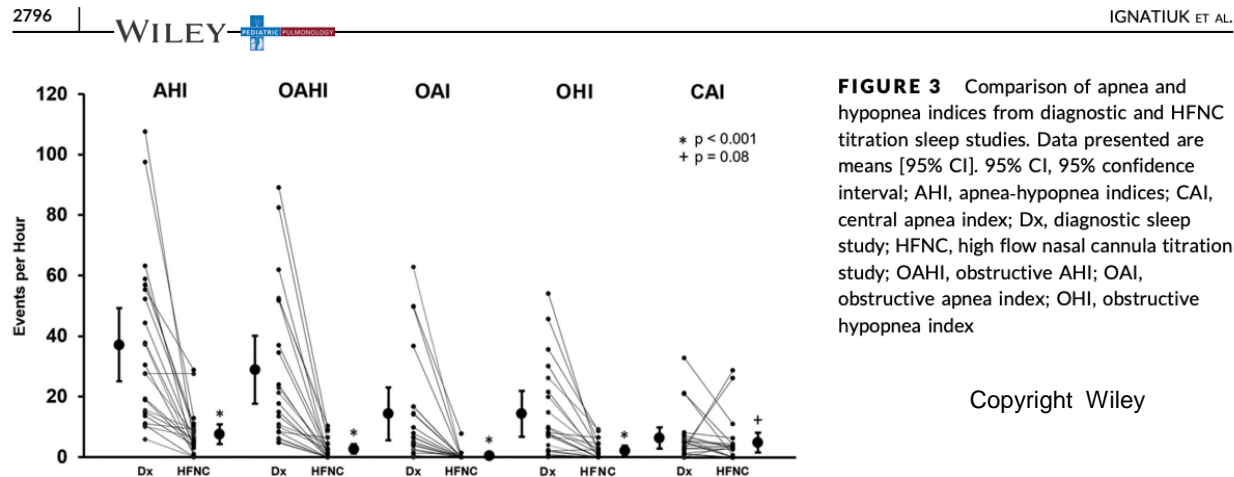 2796
WILEY
PEDIATRIC PULMONOLOGY
IGNATIUK ET AL.
AHI OAHI OAI OHI CAI
* p < 0.001
+ p = 0.08
Events per Hour
120
100
80
60
40
20
0
* * * * +
Dx HFNC Dx HFNC Dx HFNC Dx HFNC Dx HFNC
FIGURE 3 Comparison of apnea and
hypopnea indices from diagnostic and HFNC
titration sleep studies. Data presented are
means [95% CI]. 95% CI, 95% confidence
interval; AHI, apnea-hypopnea indices; CAI,
central apnea index; Dx, diagnostic sleep
study; HFNC, high flow nasal cannula titration
study; OAHI, obstructive AHI; OAI,
obstructive apnea index; OHI, obstructive
hypopnea index
Copyright Wiley